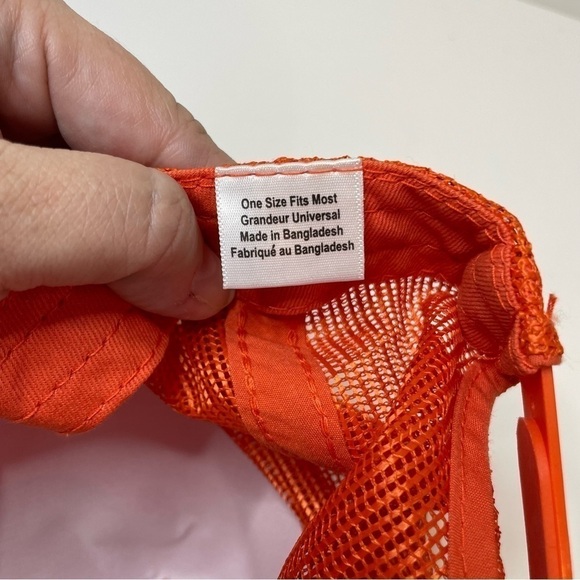 One Size Fits Most
Grandeur Universal
Made in Bangladesh
Fabriqué au Bangladesh